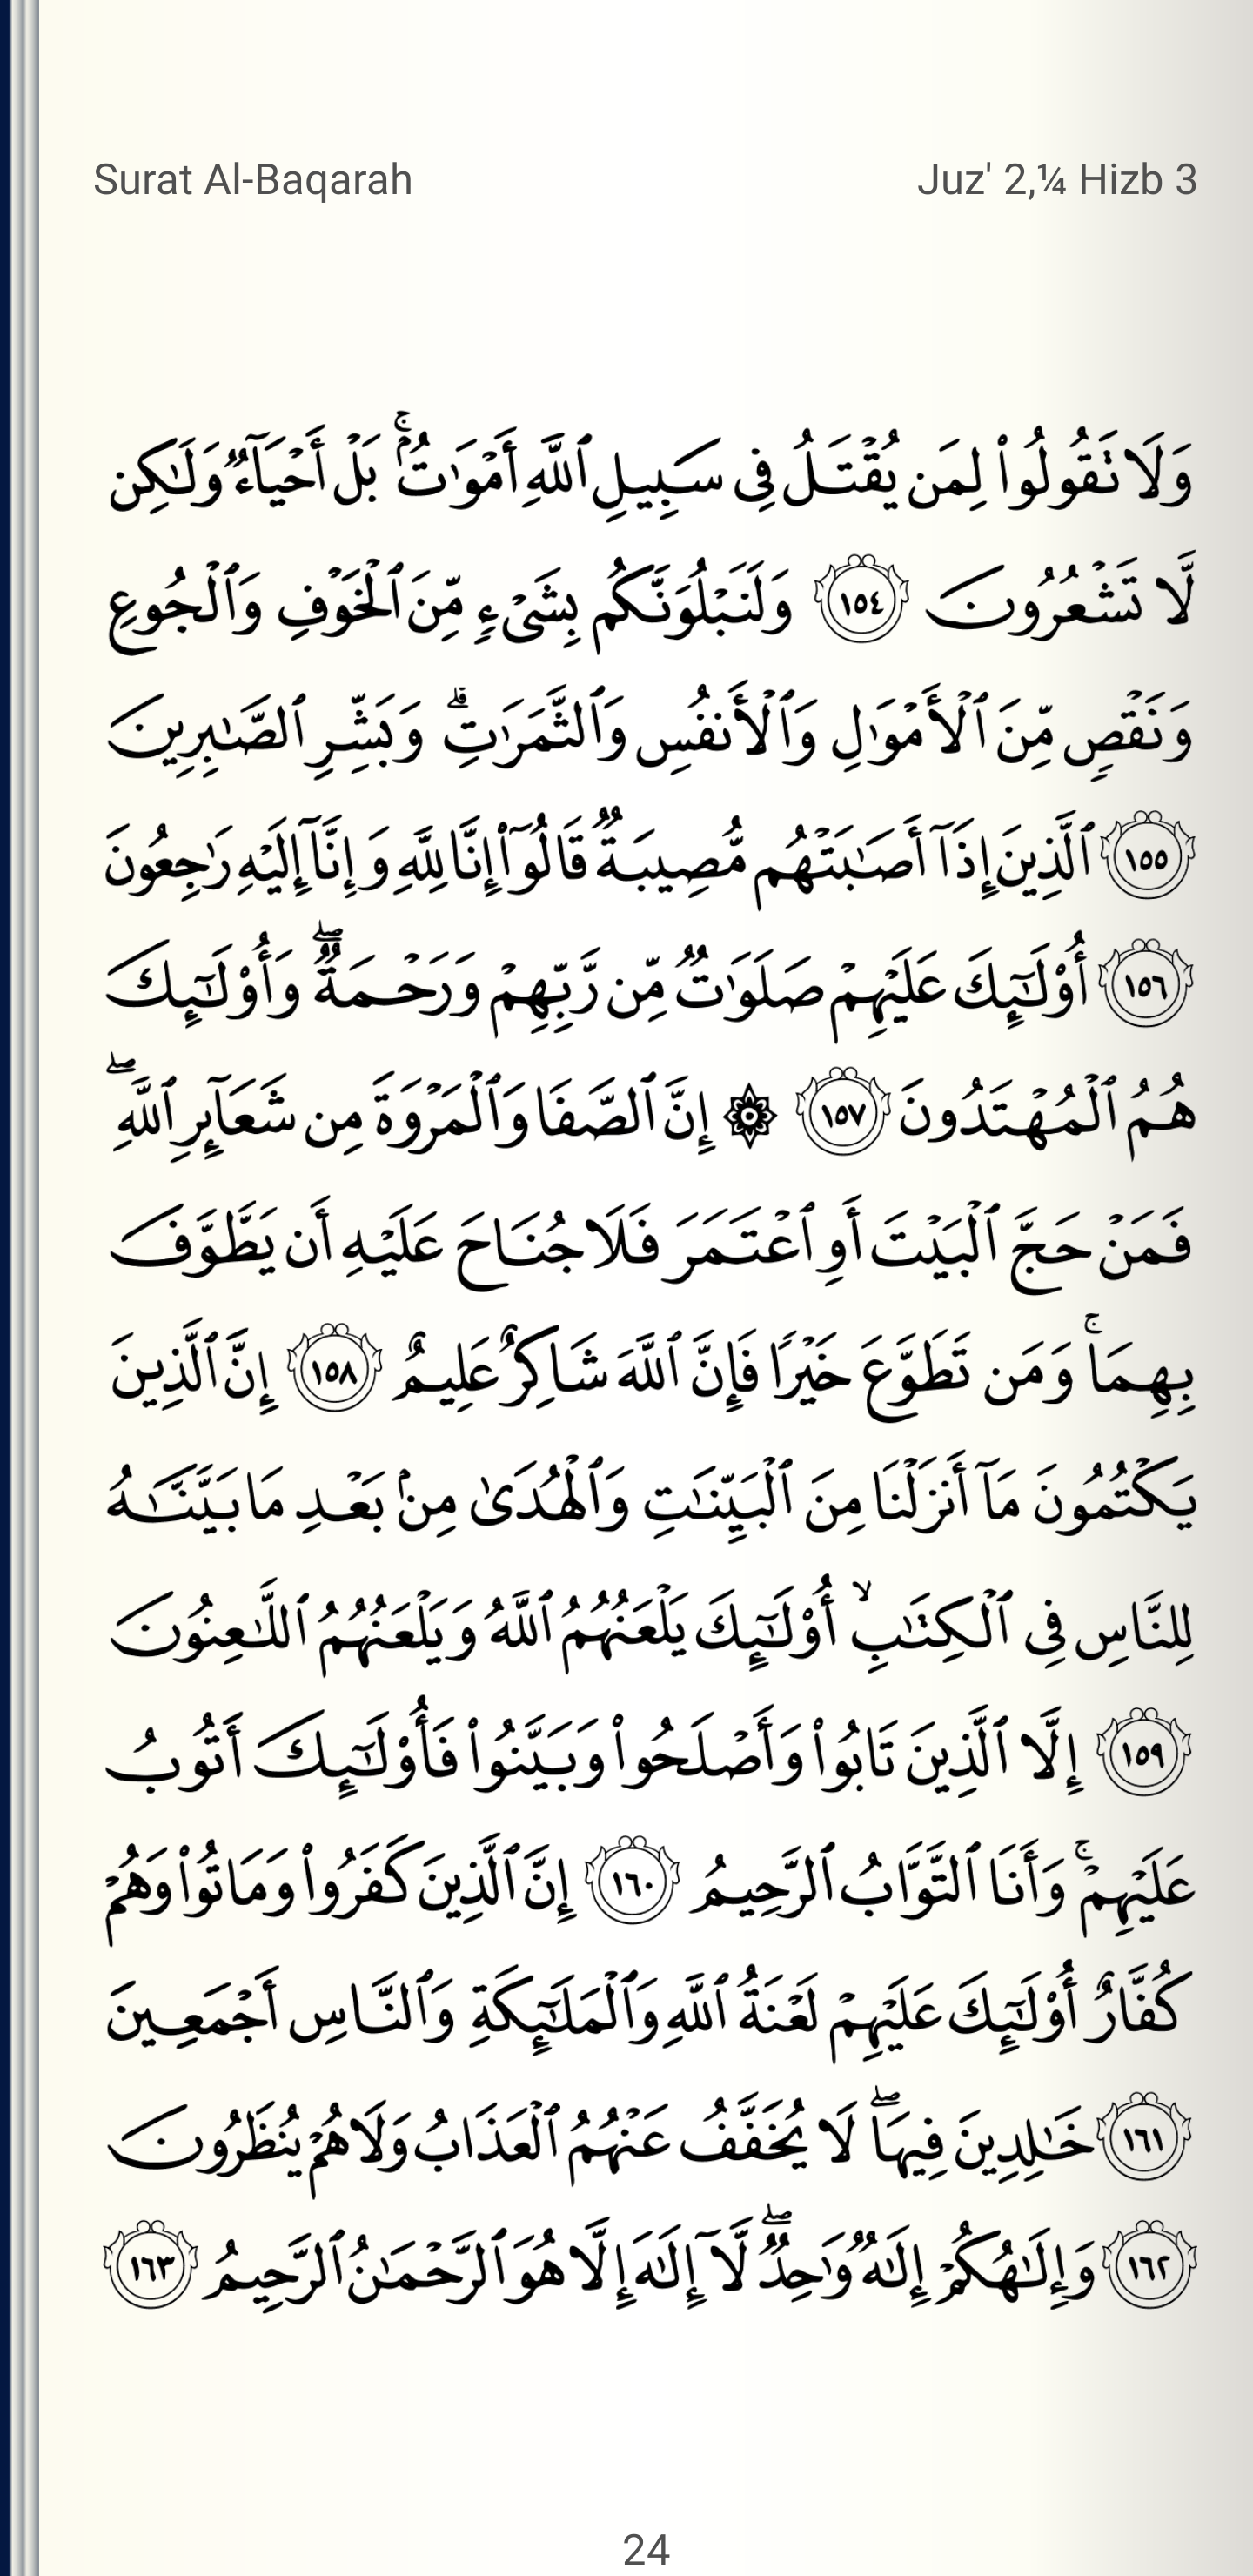 Surat Al-Baqarah
Juz' 2,¼ Hizb 3
وَلَا تَقُولُوا۟ لِمَن يُقْتَلُ فِى سَبِيلِ ٱللَّهِ أَمْوَٰتٌۢ ۚ بَلْ أَحْيَآءٌ وَلَـٰكِن
لَّا تَشْعُرُونَ ١٥٤ وَلَنَبْلُوَنَّكُم بِشَىْءٍ مِّنَ ٱلْخَوْفِ وَٱلْجُوعِ
وَنَقْصٍ مِّنَ ٱلْأَمْوَٰلِ وَٱلْأَنفُسِ وَٱلثَّمَرَٰتِ ۗ وَبَشِّرِ ٱلصَّـٰبِرِينَ
١٥٥ ٱلَّذِينَ إِذَآ أَصَـٰبَتْهُم مُّصِيبَةٌ قَالُوٓا۟ إِنَّا لِلَّهِ وَإِنَّآ إِلَيْهِ رَٰجِعُونَ
١٥٦ أُو۟لَـٰٓئِكَ عَلَيْهِمْ صَلَوَٰتٌ مِّن رَّبِّهِمْ وَرَحْمَةٌ ۖ وَأُو۟لَـٰٓئِكَ
هُمُ ٱلْمُهْتَدُونَ ١٥٧ ۞ إِنَّ ٱلصَّفَا وَٱلْمَرْوَةَ مِن شَعَآئِرِ ٱللَّهِ ۖ
فَمَنْ حَجَّ ٱلْبَيْتَ أَوِ ٱعْتَمَرَ فَلَا جُنَاحَ عَلَيْهِ أَن يَطَّوَّفَ
بِهِمَا ۚ وَمَن تَطَوَّعَ خَيْرًا فَإِنَّ ٱللَّهَ شَاكِرٌ عَلِيمٌ ١٥٨ إِنَّ ٱلَّذِينَ
يَكْتُمُونَ مَآ أَنزَلْنَا مِنَ ٱلْبَيِّنَـٰتِ وَٱلْهُدَىٰ مِنۢ بَعْدِ مَا بَيَّنَّـٰهُ
لِلنَّاسِ فِى ٱلْكِتَـٰبِ ۙ أُو۟لَـٰٓئِكَ يَلْعَنُهُمُ ٱللَّهُ وَيَلْعَنُهُمُ ٱللَّـٰعِنُونَ
١٥٩ إِلَّا ٱلَّذِينَ تَابُوا۟ وَأَصْلَحُوا۟ وَبَيَّنُوا۟ فَأُو۟لَـٰٓئِكَ أَتُوبُ
عَلَيْهِمْ ۚ وَأَنَا ٱلتَّوَّابُ ٱلرَّحِيمُ ١٦٠ إِنَّ ٱلَّذِينَ كَفَرُوا۟ وَمَاتُوا۟ وَهُمْ
كُفَّارٌ أُو۟لَـٰٓئِكَ عَلَيْهِمْ لَعْنَةُ ٱللَّهِ وَٱلْمَلَـٰٓئِكَةِ وَٱلنَّاسِ أَجْمَعِينَ
١٦١ خَـٰلِدِينَ فِيهَا ۖ لَا يُخَفَّفُ عَنْهُمُ ٱلْعَذَابُ وَلَا هُمْ يُنظَرُونَ
١٦٢ وَإِلَـٰهُكُمْ إِلَـٰهٌ وَٰحِدٌ ۖ لَّآ إِلَـٰهَ إِلَّا هُوَ ٱلرَّحْمَـٰنُ ٱلرَّحِيمُ ١٦٣
24